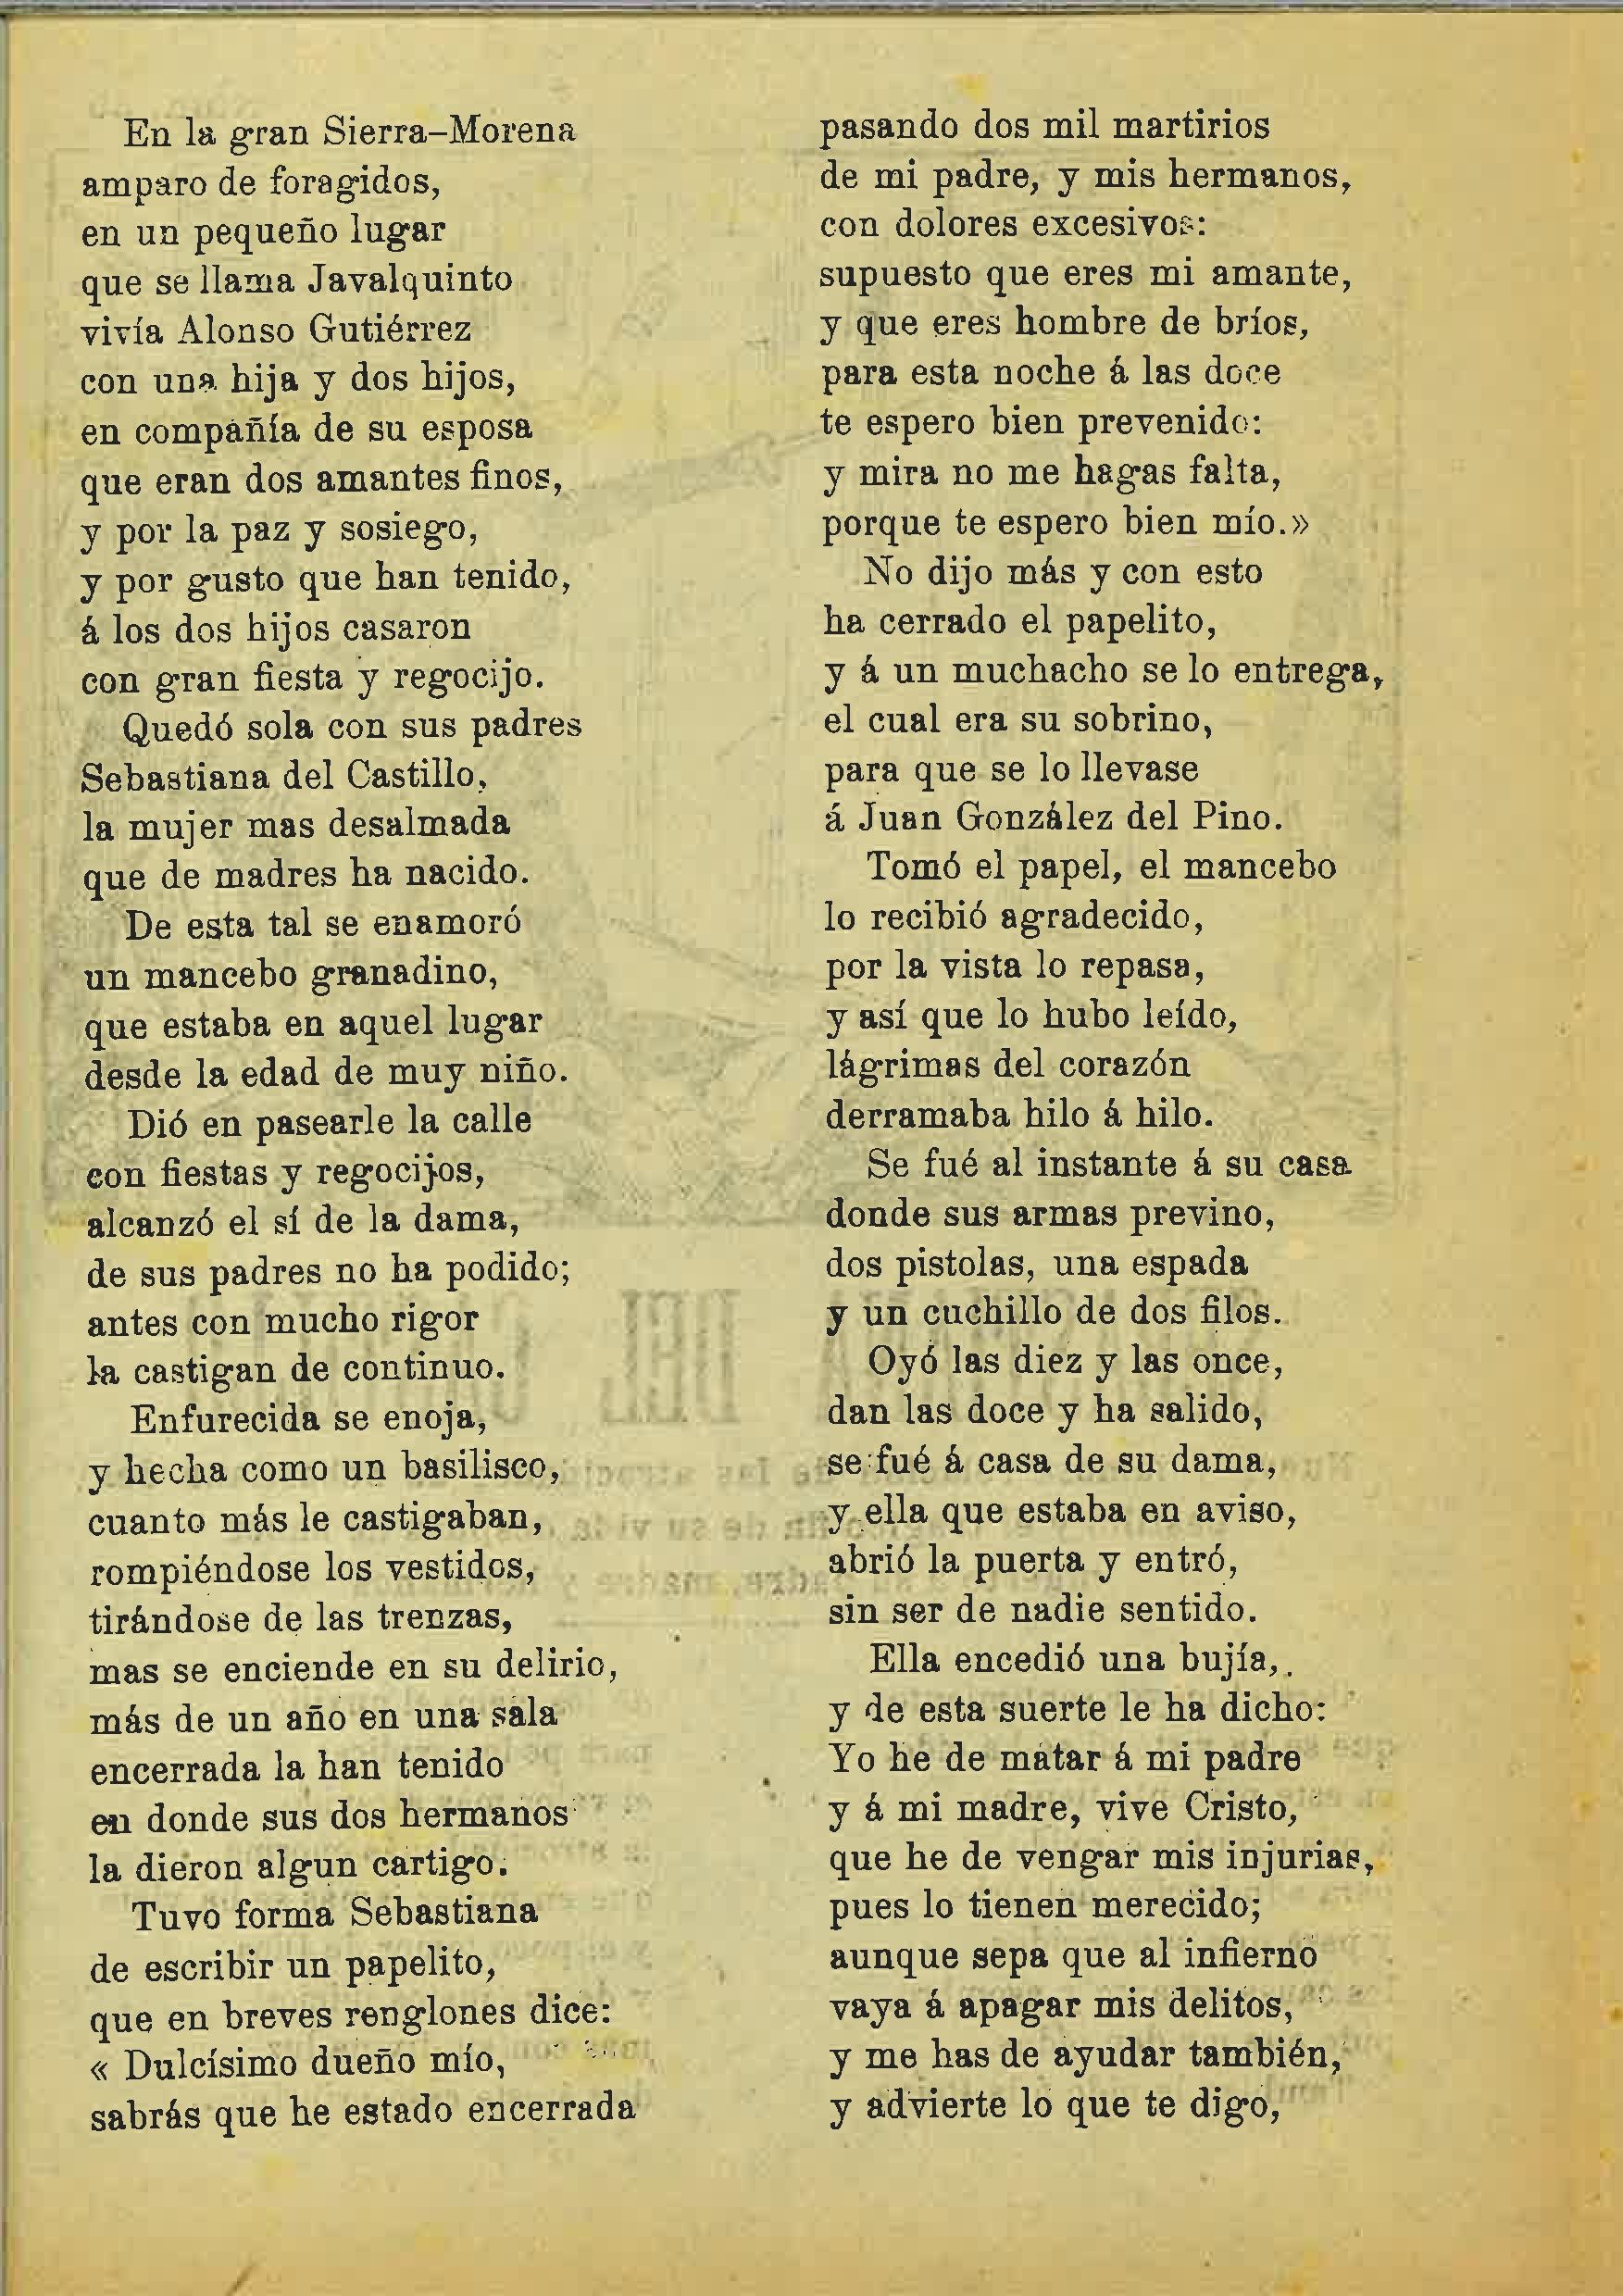 En la gran Sierra-Morena
amparo de foragidos,
en un pequeño lugar
que se llama Javalquinto
vivía Alonso Gutiérrez
con una hija y dos hijos,
en compañía de su esposa
que eran dos amantes finos,
y por la paz y sosiego,
y por gusto que han tenido,
á los dos hijos casaron
con gran fiesta y regocijo.
Quedó sola con sus padres
Sebastiana del Castillo,
la mujer mas desalmada
que de madres ha nacido.
De esta tal se enamoró
un mancebo granadino,
que estaba en aquel lugar
desde la edad de muy niño.
Dió en pasearle la calle
con fiestas y regocijos,
alcanzó el sí de la dama,
de sus padres no ha podido;
antes con mucho rigor
la castigan de continuo.
Enfurecida se enoja,
y hecha como un basilisco,
cuanto más le castigaban,
rompiéndose los vestidos,
tirándose de las trenzas,
mas se enciende en su delirio,
más de un año en una sala
encerrada la han tenido
en donde sus dos hermanos
la dieron algun cartigo.
Tuvo forma Sebastiana
de escribir un papelito,
que en breves renglones dice:
« Dulcísimo dueño mío,
sabrás que he estado encerrada
pasando dos mil martirios
de mi padre, y mis hermanos,
con dolores excesivos:
supuesto que eres mi amante,
y que eres hombre de bríos,
para esta noche á las doce
te espero bien prevenido:
y mira no me hagas falta,
porque te espero bien mío.»
No dijo más y con esto
ha cerrado el papelito,
y á un muchacho se lo entrega,
el cual era su sobrino,
para que se lo llevase
á Juan González del Pino.
Tomó el papel, el mancebo
lo recibió agradecido,
por la vista lo repasa,
y así que lo hubo leído,
lágrimas del corazón
derramaba hilo á hilo.
Se fué al instante á su casa
donde sus armas previno,
dos pistolas, una espada
y un cuchillo de dos filos.
Oyó las diez y las once,
dan las doce y ha salido,
se fué á casa de su dama,
y ella que estaba en aviso,
abrió la puerta y entró,
sin ser de nadie sentido.
Ella encedió una bujía,
y de esta suerte le ha dicho:
Yo he de matar á mi padre
y á mi madre, vive Cristo,
que he de vengar mis injurias,
pues lo tienen merecido;
aunque sepa que al infierno
vaya á apagar mis delitos,
y me has de ayudar también,
y advierte lo que te digo,